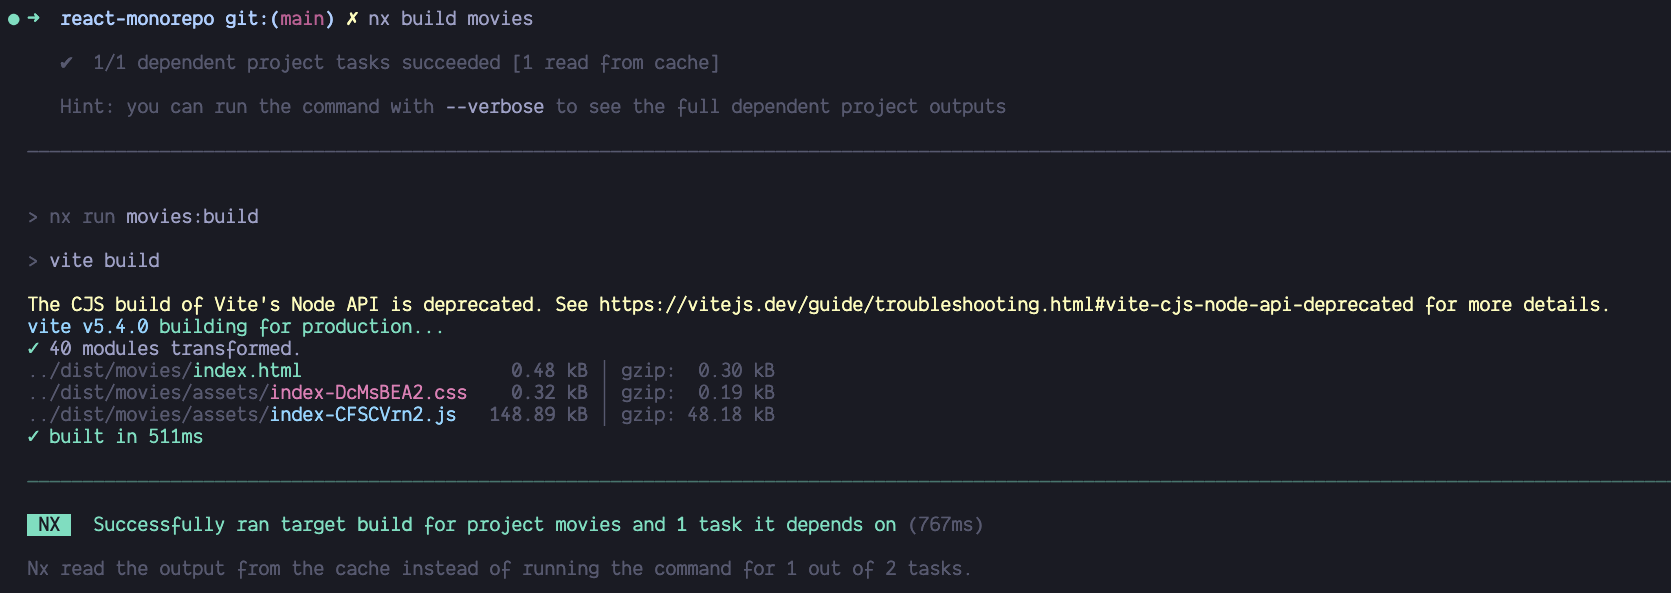 ➜ react-monorepo git:(main) ✗ nx build movies
✔ 1/1 dependent project tasks succeeded [1 read from cache]
Hint: you can run the command with --verbose to see the full dependent project outputs
> nx run movies:build
> vite build
The CJS build of Vite's Node API is deprecated. See https://vitejs.dev/guide/troubleshooting.html#vite-cjs-node-api-deprecated for more details.
vite v5.4.0 building for production...
✓ 40 modules transformed.
../dist/movies/index.html 0.48 kB │ gzip: 0.30 kB
../dist/movies/assets/index-DcMsBEA2.css 0.32 kB │ gzip: 0.19 kB
../dist/movies/assets/index-CFSCVrn2.js 148.89 kB │ gzip: 48.18 kB
✓ built in 511ms
NX Successfully ran target build for project movies and 1 task it depends on (767ms)
Nx read the output from the cache instead of running the command for 1 out of 2 tasks.